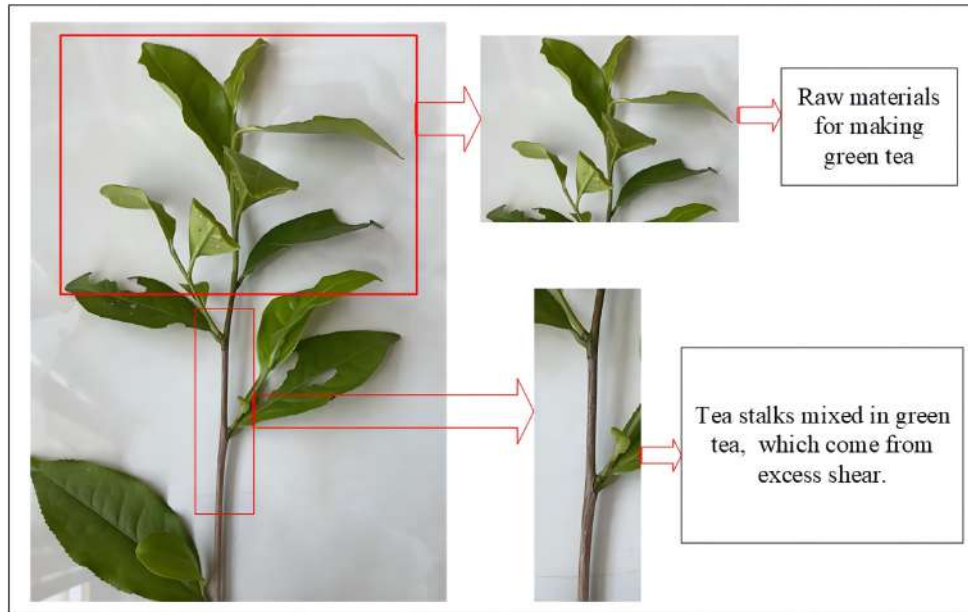 Raw materials
for making
green tea
Tea stalks mixed in green
tea, which come from
excess shear.